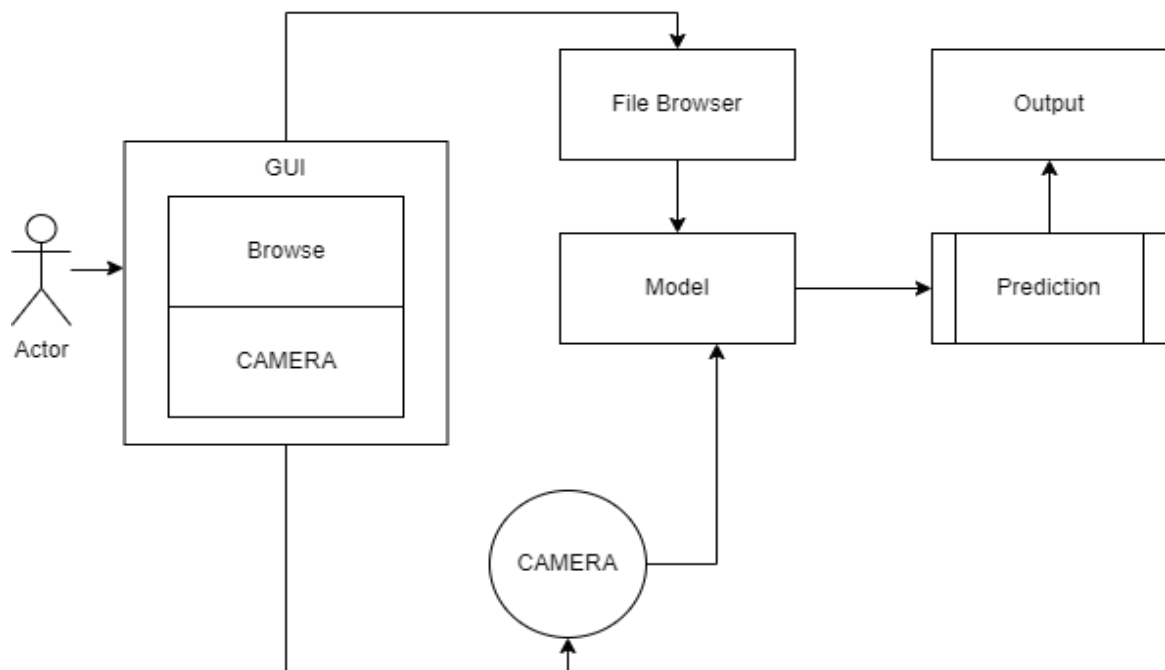 GUI
Browse
CAMERA
Actor
File Browser
Output
Model
Prediction
CAMERA